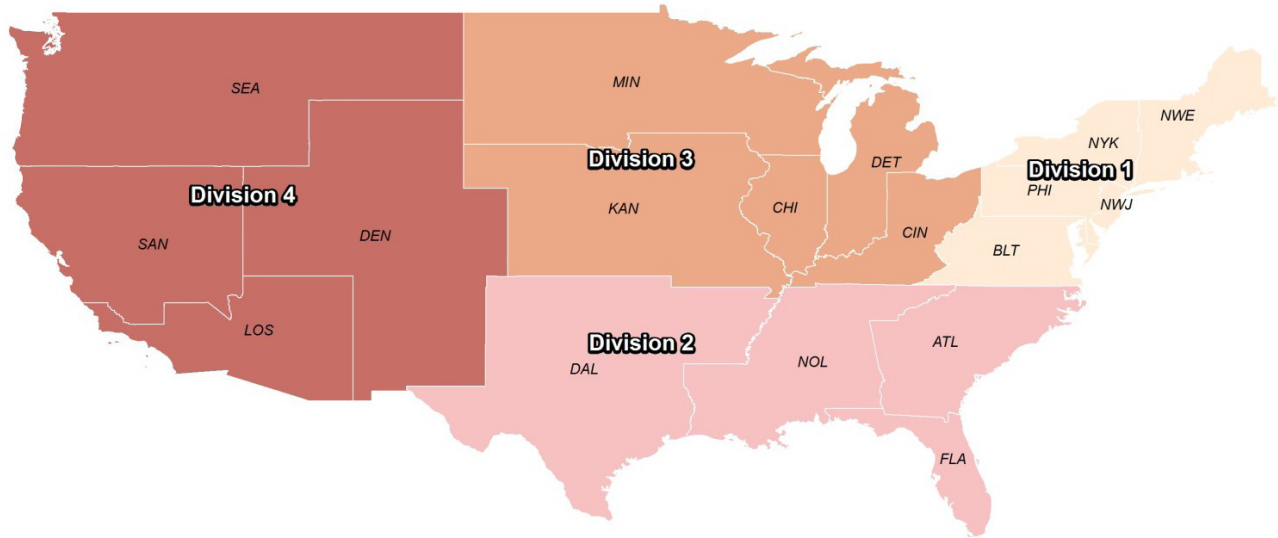 SEA
MIN
NWE
NYK
Division 3
DET
Division 1
Division 4
PHI
KAN
CHI
NWJ
DEN
CIN
SAN
BLT
LOS
Division 2
ATL
DAL
NOL
FLA